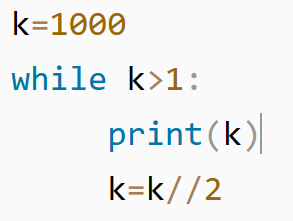 k=1000
while k>1:
    print(k)
    k=k//2